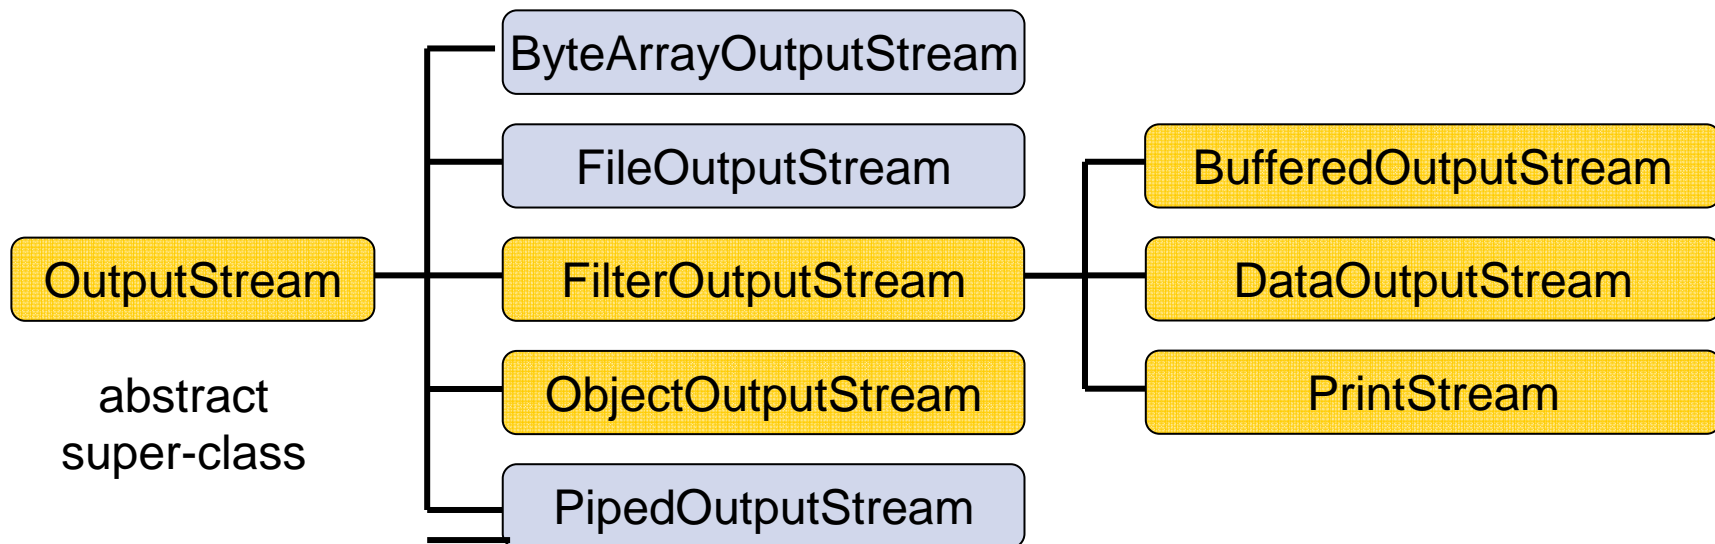 ByteArrayOutputStream
FileOutputStream
BufferedOutputStream
OutputStream
FilterOutputStream
DataOutputStream
abstract
super-class
ObjectOutputStream
PrintStream
PipedOutputStream